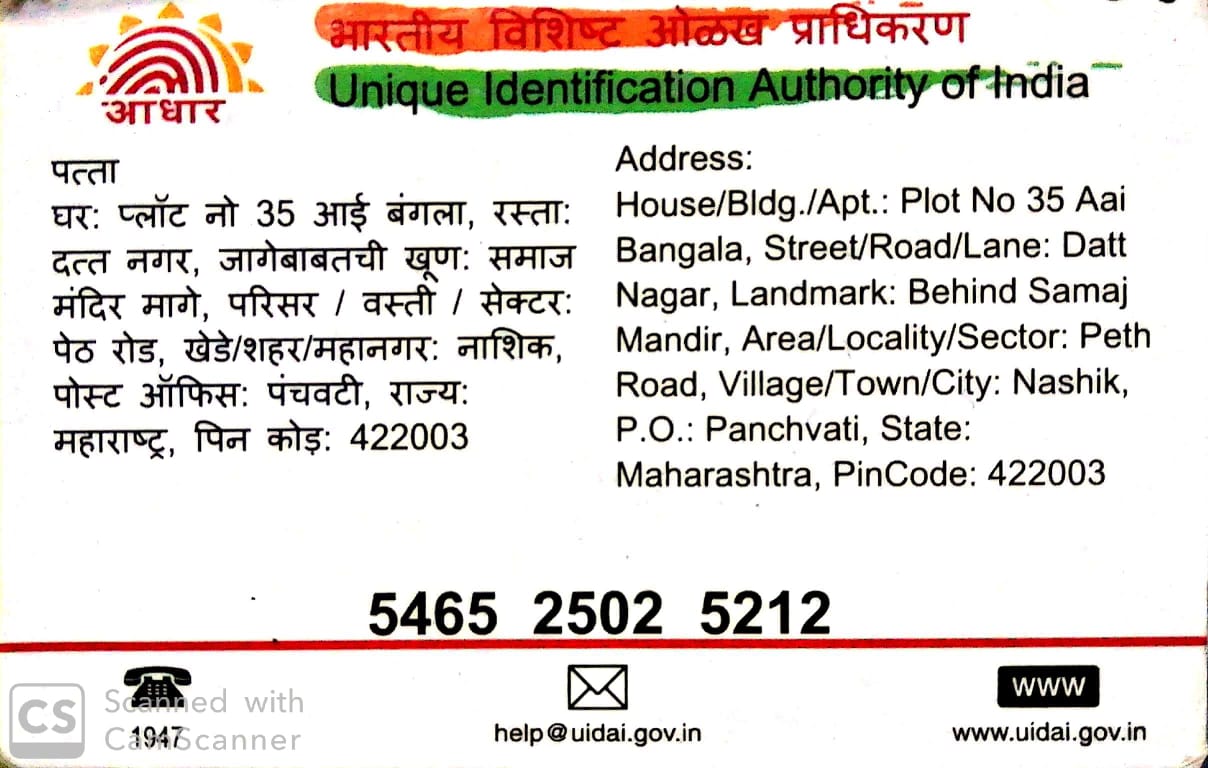 आधार
भारतीय विशिष्ट ओळख प्राधिकरण
Unique Identification Authority of India
पत्ता
घर: प्लॉट नो 35 आई बंगला, रस्ता:
दत्त नगर, जागेबाबतची खूण: समाज
मंदिर मागे, परिसर / वस्ती / सेक्टर:
पेठ रोड, खेडे/शहर/महानगर: नाशिक,
पोस्ट ऑफिस: पंचवटी, राज्य:
महाराष्ट्र, पिन कोड: 422003
Address:
House/Bldg./Apt.: Plot No 35 Aai
Bangala, Street/Road/Lane: Datt
Nagar, Landmark: Behind Samaj
Mandir, Area/Locality/Sector: Peth
Road, Village/Town/City: Nashik,
P.O.: Panchvati, State:
Maharashtra, PinCode: 422003
5465 2502 5212
1947
help@uidai.gov.in
www
www.uidai.gov.in
CS
Scanned with
CamScanner